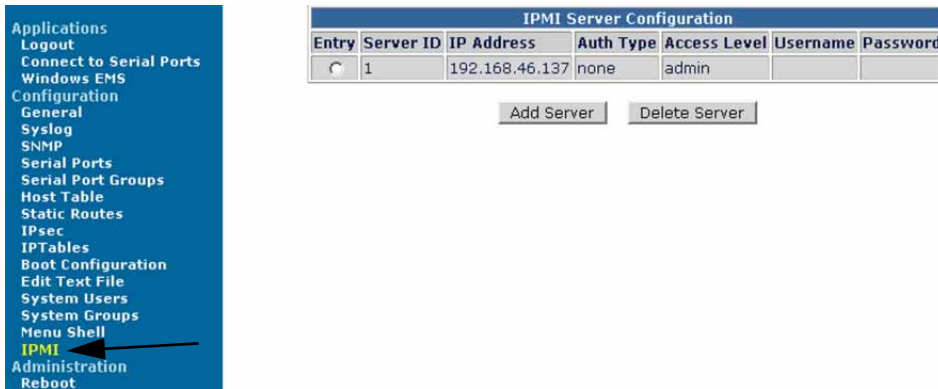 Applications
Logout
Connect to Serial Ports
Windows EMS
Configuration
General
Syslog
SNMP
Serial Ports
Serial Port Groups
Host Table
Static Routes
IPsec
IPTables
Boot Configuration
Edit Text File
System Users
System Groups
Menu Shell
IPMI
Administration
Reboot
IPMI Server Configuration
Entry Server ID IP Address Auth Type Access Level Username Password
1 192.168.46.137 none admin
Add Server Delete Server